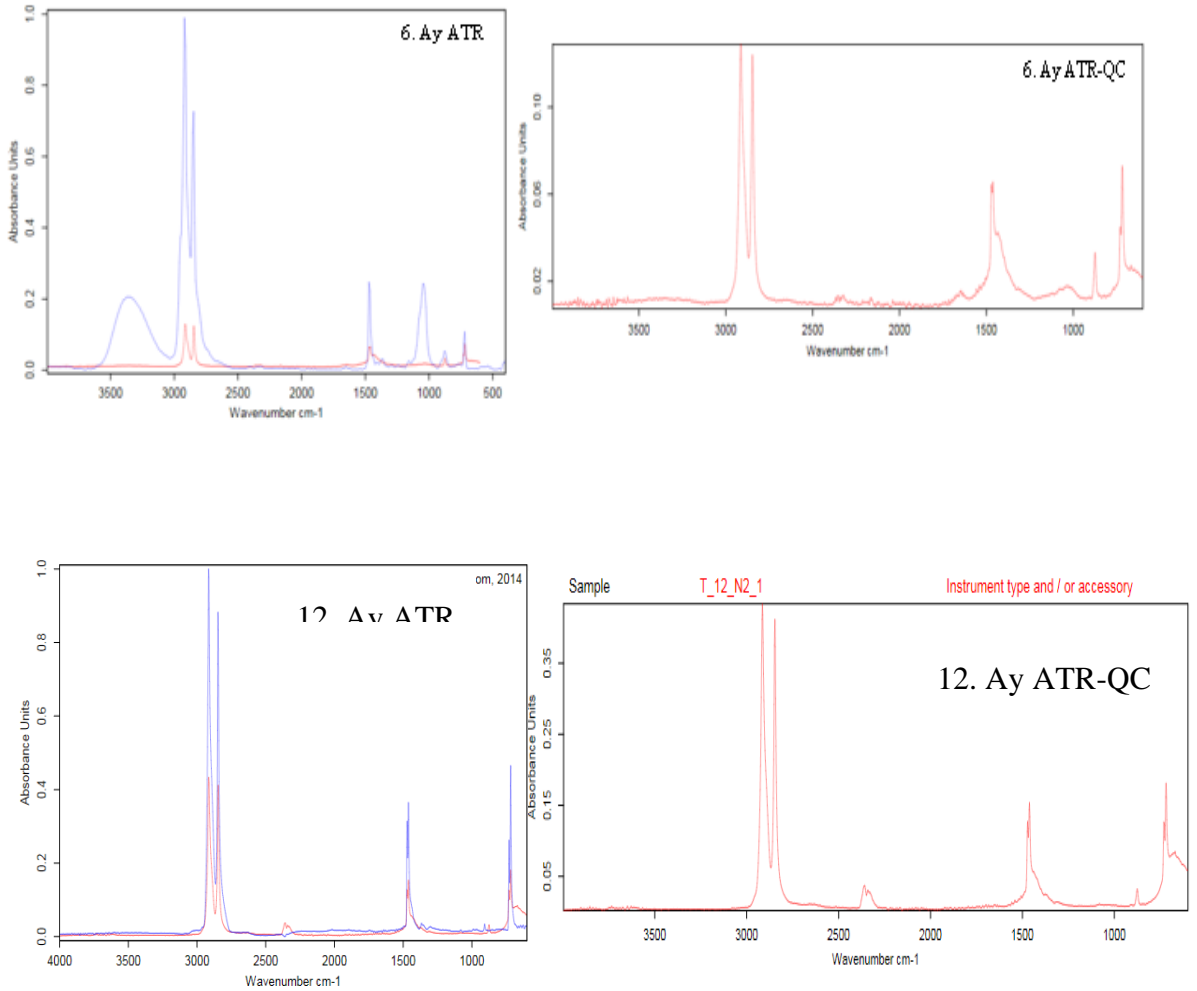 6. Ay ATR
Absorbance Units
0.0 0.2 0.4 0.6 0.8 1.0
3500 3000 2500 2000 1500 1000 500
Wavenumber cm-1
6. Ay ATR-QC
Absorbance Units
0.02 0.06 0.10
3500 3000 2500 2000 1500 1000
Wavenumber cm-1
om, 2014
12. Ay ATR
Absorbance Units
0.0 0.2 0.4 0.6 0.8 1.0
4000 3500 3000 2500 2000 1500 1000
Wavenumber cm-1
Sample T_12_N2_1 Instrument type and / or accessory
12. Ay ATR-QC
Absorbance Units
0.05 0.15 0.25 0.35
3500 3000 2500 2000 1500 1000
Wavenumber cm-1